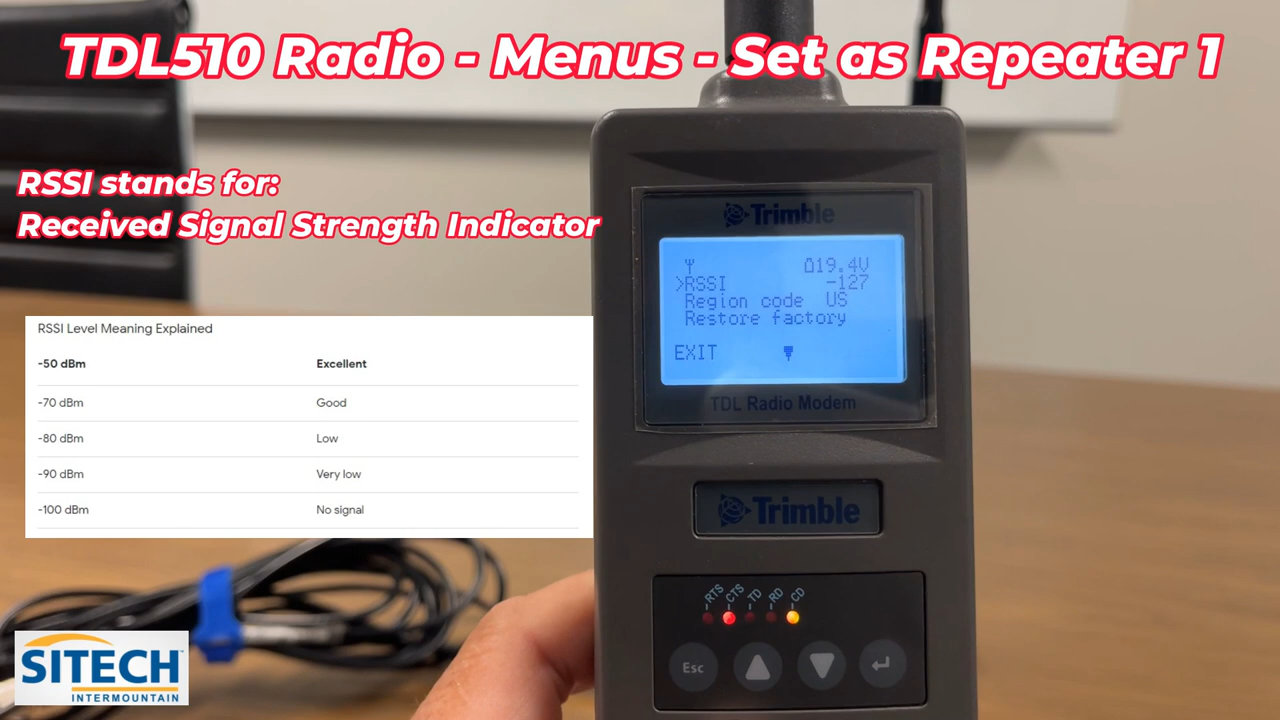 TDL510 Radio - Menus - Set as Repeater 1
RSSI stands for:
Received Signal Strength Indicator
RSSI Level Meaning Explained
-50 dBm Excellent
-70 dBm Good
-80 dBm Low
-90 dBm Very low
-100 dBm No signal
SITECH
INTERMOUNTAIN
Trimble
19.4V
>RSSI -127
Region code US
Restore factory
EXIT
TDL Radio Modem
Trimble
RTS CTS TD RD CD
Esc